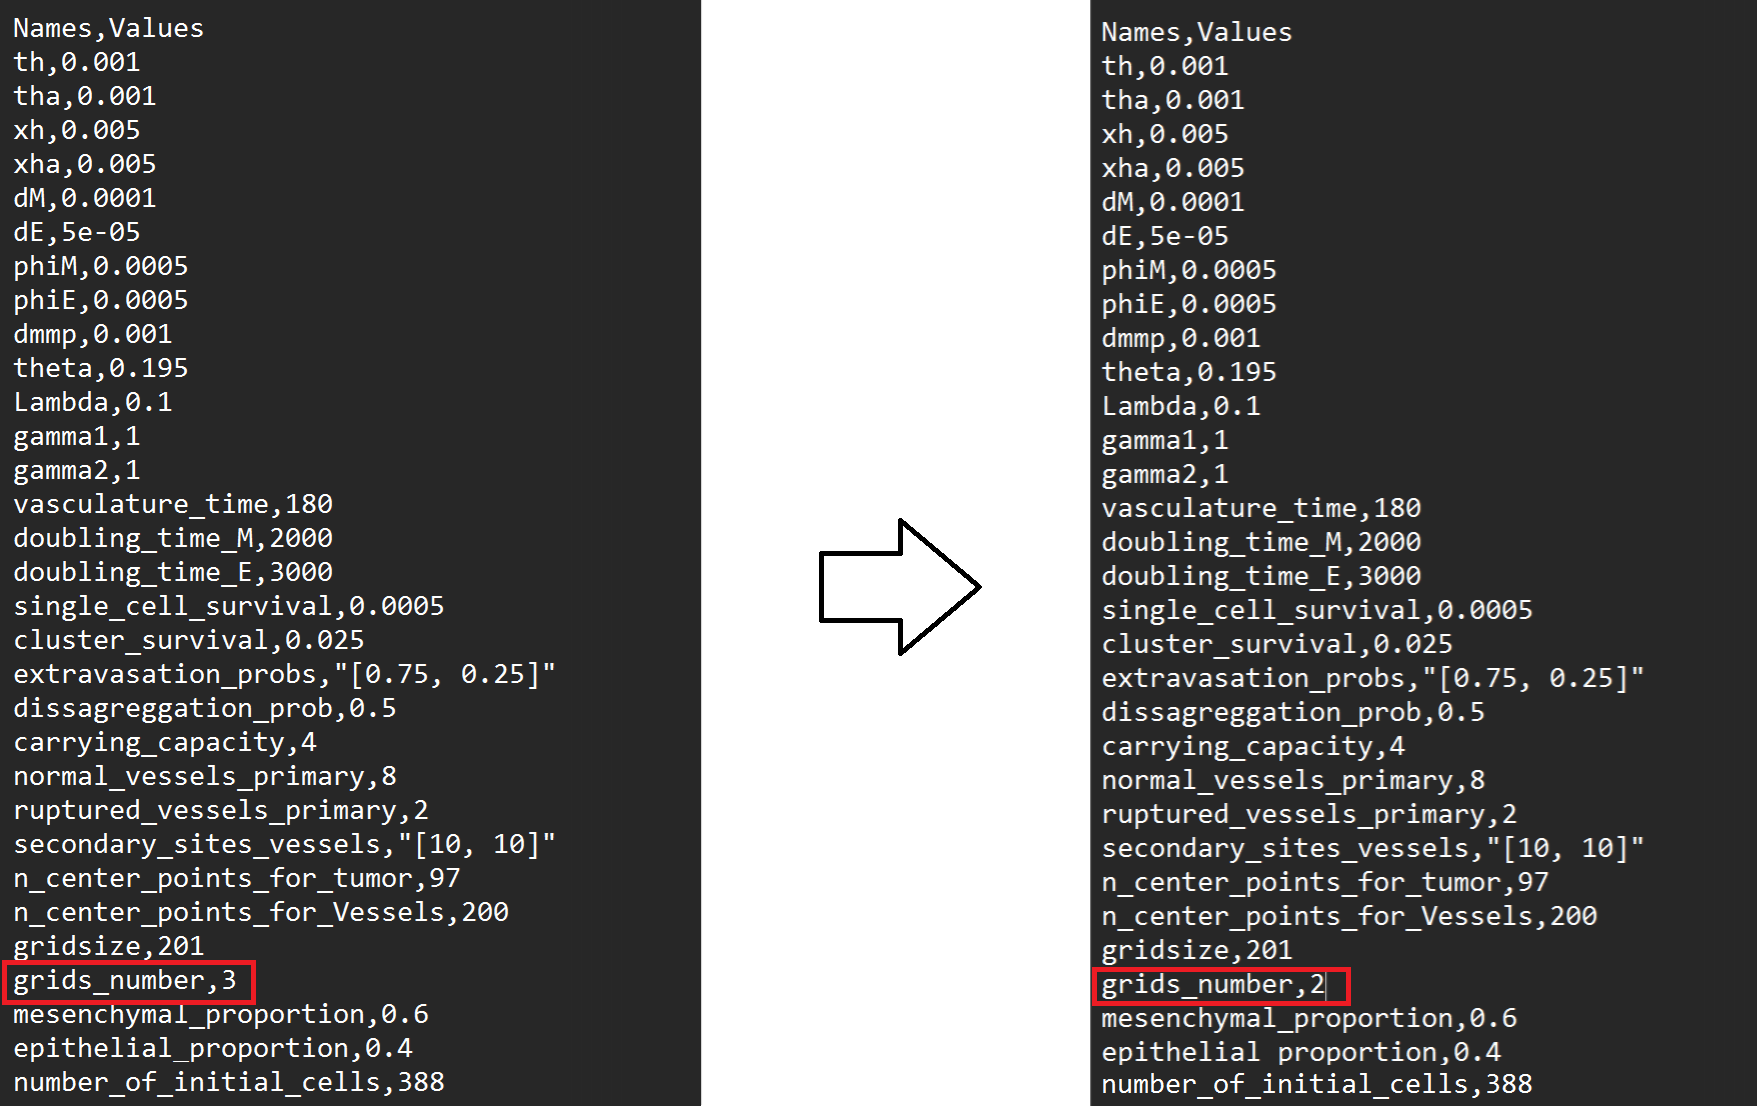 Names,Values
th,0.001
tha,0.001
xh,0.005
xha,0.005
dM,0.0001
dE,5e-05
phiM,0.0005
phiE,0.0005
dmmp,0.001
theta,0.195
Lambda,0.1
gamma1,1
gamma2,1
vasculature_time,180
doubling_time_M,2000
doubling_time_E,3000
single_cell_survival,0.0005
cluster_survival,0.025
extravasation_probs,"[0.75, 0.25]"
dissagreggation_prob,0.5
carrying_capacity,4
normal_vessels_primary,8
ruptured_vessels_primary,2
secondary_sites_vessels,"[10, 10]"
n_center_points_for_tumor,97
n_center_points_for_Vessels,200
gridsize,201
grids_number,3
mesenchymal_proportion,0.6
epithelial_proportion,0.4
number_of_initial_cells,388
Names,Values
th,0.001
tha,0.001
xh,0.005
xha,0.005
dM,0.0001
dE,5e-05
phiM,0.0005
phiE,0.0005
dmmp,0.001
theta,0.195
Lambda,0.1
gamma1,1
gamma2,1
vasculature_time,180
doubling_time_M,2000
doubling_time_E,3000
single_cell_survival,0.0005
cluster_survival,0.025
extravasation_probs,"[0.75, 0.25]"
dissagreggation_prob,0.5
carrying_capacity,4
normal_vessels_primary,8
ruptured_vessels_primary,2
secondary_sites_vessels,"[10, 10]"
n_center_points_for_tumor,97
n_center_points_for_Vessels,200
gridsize,201
grids_number,2
mesenchymal_proportion,0.6
epithelial proportion,0.4
number_of_initial_cells,388